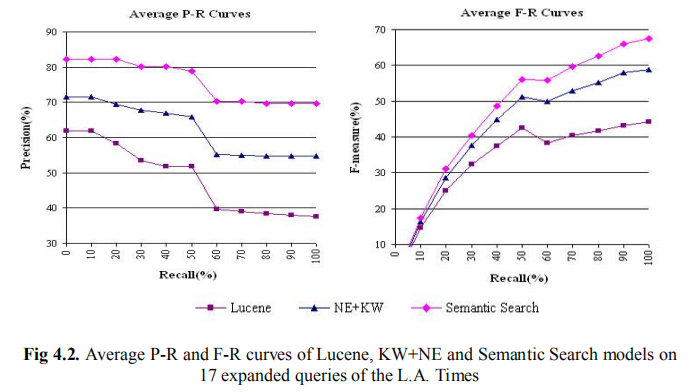 Average P-R Curves
90
80
70
60
50
40
30
Precision(%)
0 10 20 30 40 50 60 70 80 90 100
Recall(%)
Average F-R Curves
70
60
50
40
30
20
10
F-measure(%)
0 10 20 30 40 50 60 70 80 90 100
Recall(%)
Lucene NE+KW Semantic Search
Fig 4.2. Average P-R and F-R curves of Lucene, KW+NE and Semantic Search models on
17 expanded queries of the L.A. Times